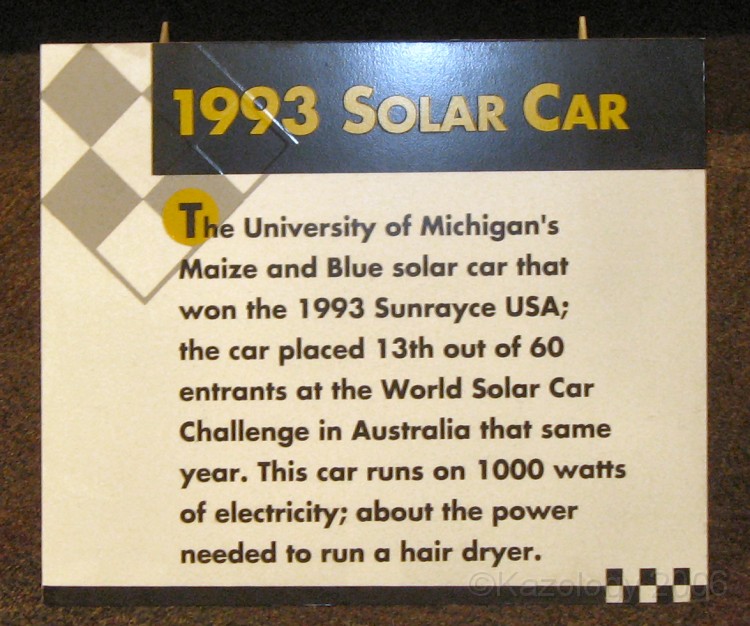 1993 SOLAR CAR
The University of Michigan's
Maize and Blue solar car that
won the 1993 Sunrayce USA;
the car placed 13th out of 60
entrants at the World Solar Car
Challenge in Australia that same
year. This car runs on 1000 watts
of electricity; about the power
needed to run a hair dryer.
©Kazology 2006